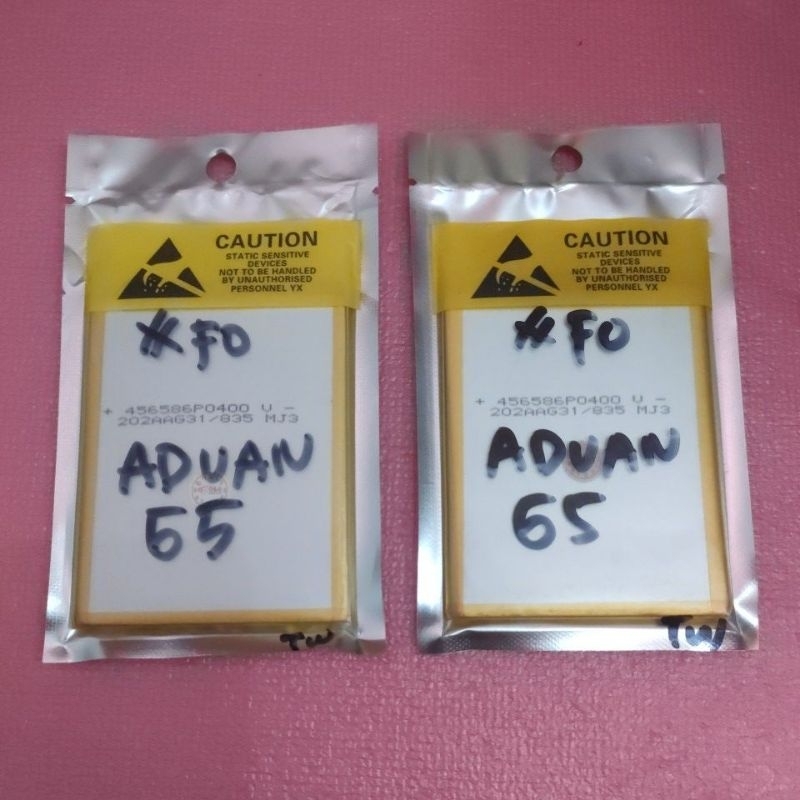 CAUTION
STATIC SENSITIVE
DEVICES
NOT TO BE HANDLED
BY UNAUTHORISED
PERSONNEL YX
FO
+ 456586P0400 V -
202AAG31/835 MJ3
ADVAN
55
TW
CAUTION
STATIC SENSITIVE
DEVICES
NOT TO BE HANDLED
BY UNAUTHORISED
PERSONNEL YX
FO
+ 456586P0400 V -
202AAG31/835 MJ3
ADVAN
65
TW